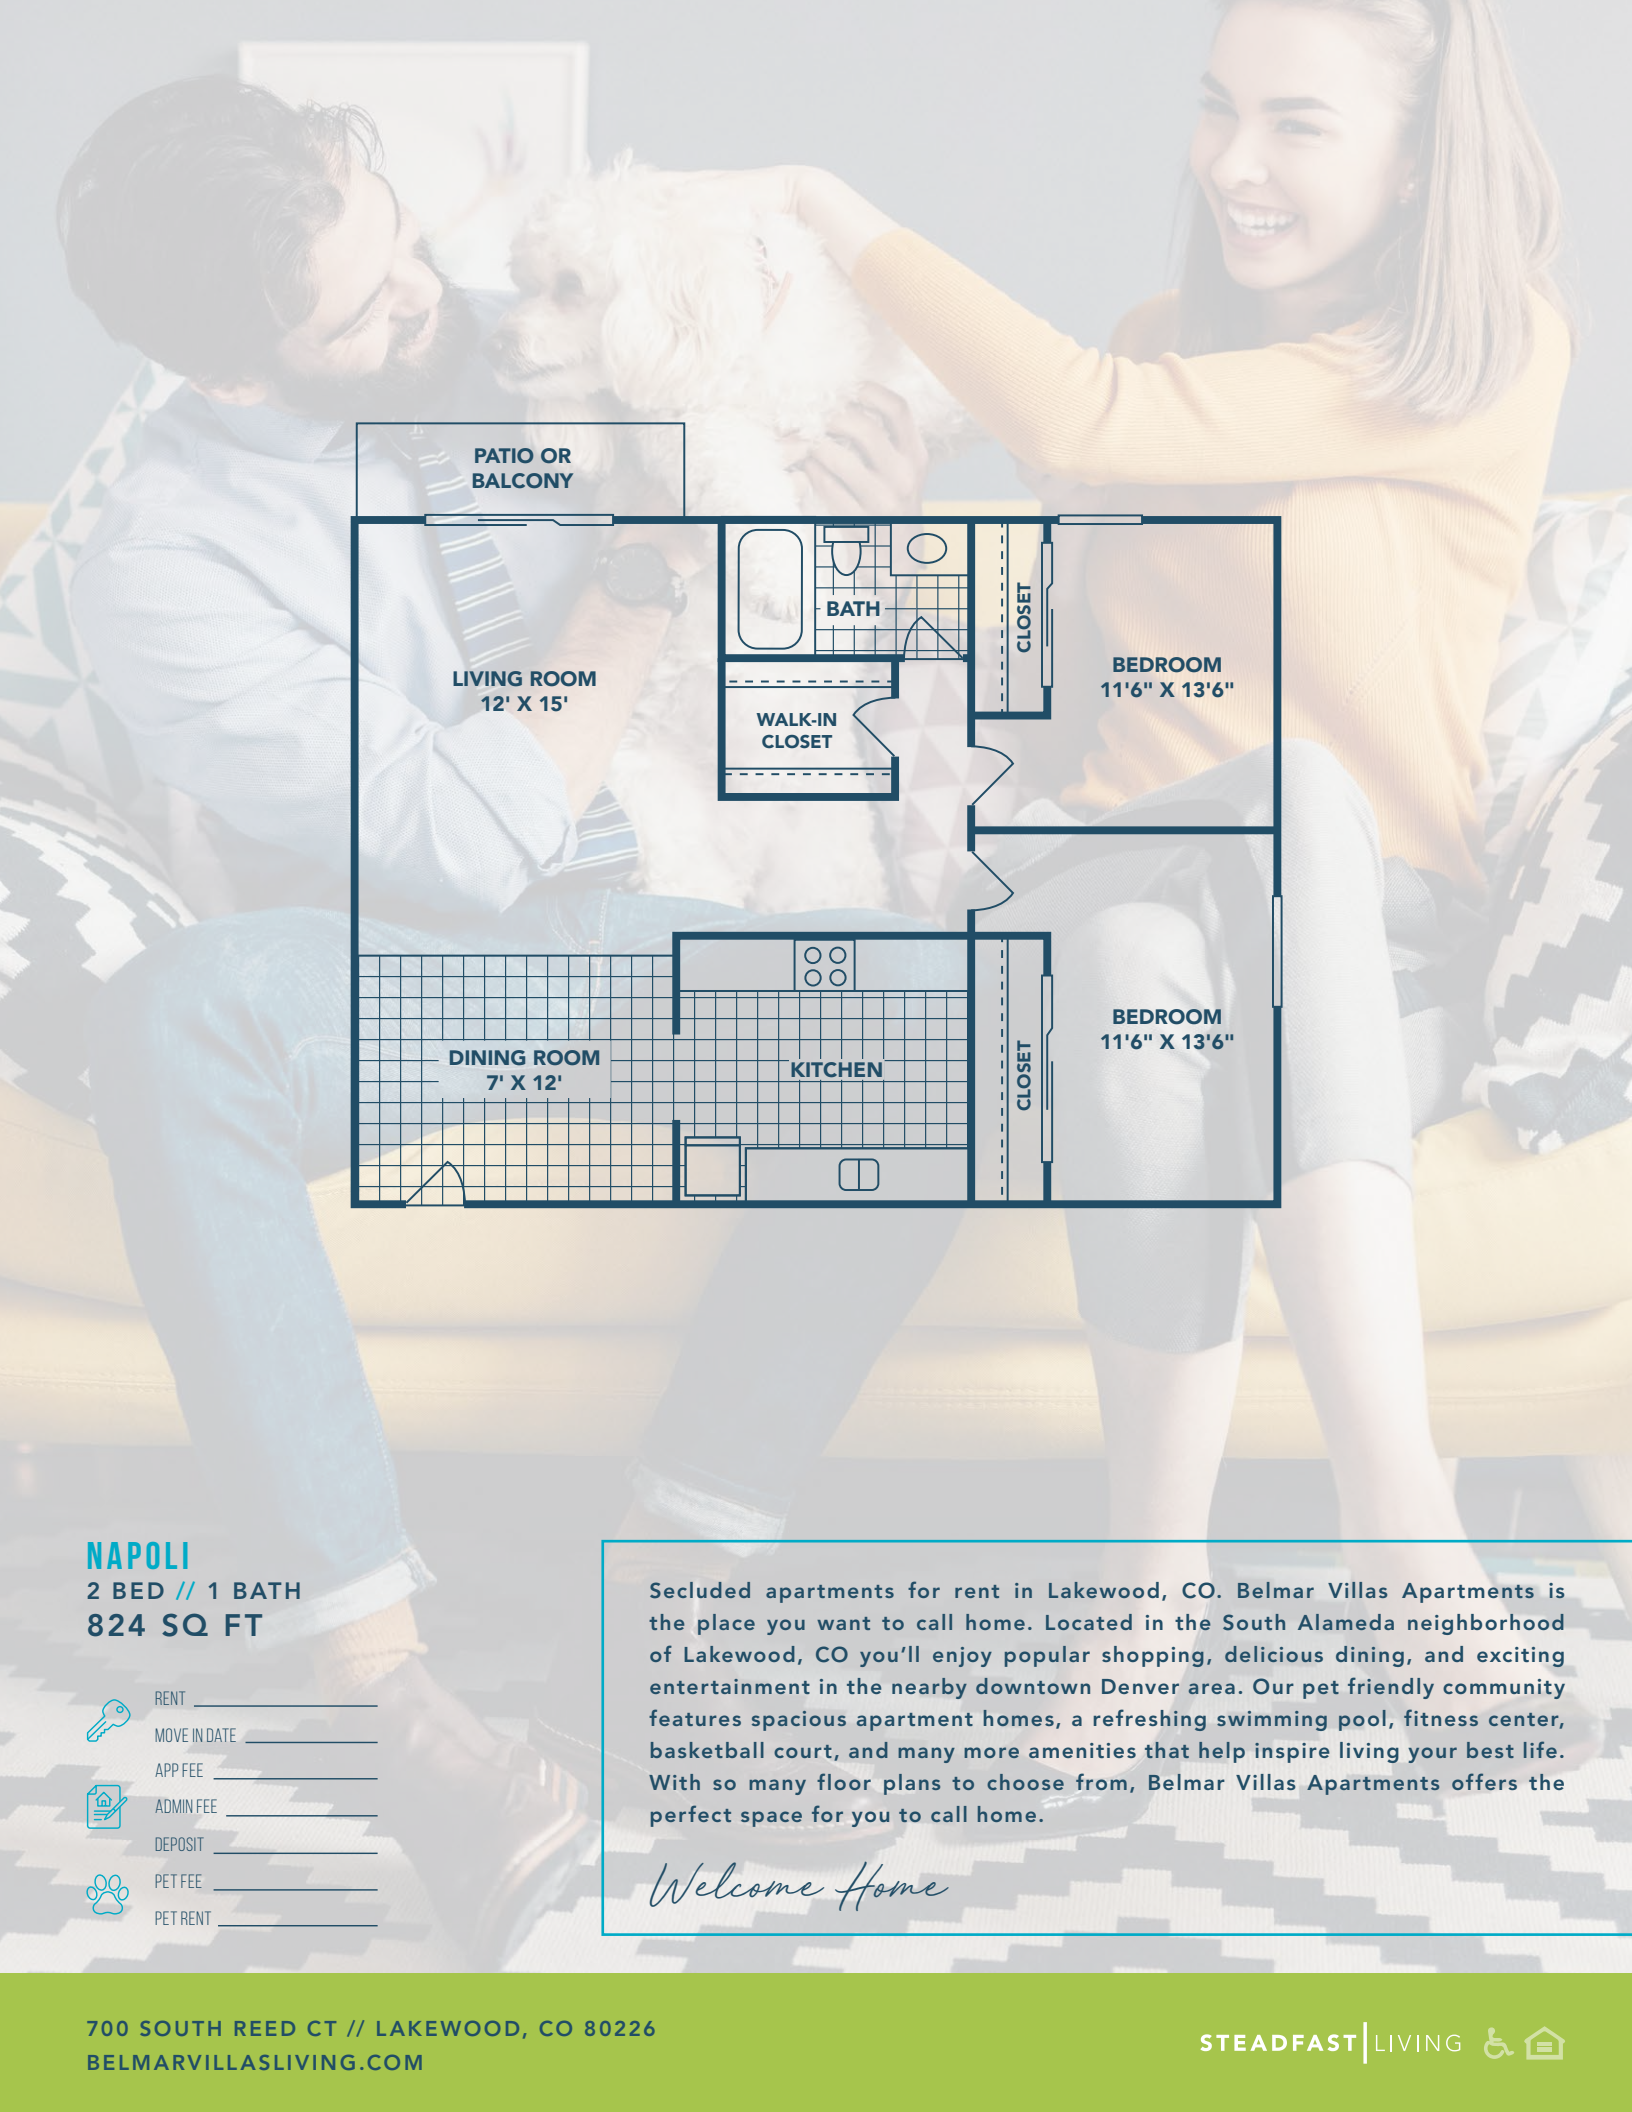 PATIO OR
BALCONY
BATH
CLOSET
LIVING ROOM
12' X 15'
BEDROOM
11'6" X 13'6"
WALK-IN
CLOSET
DINING ROOM
7' X 12'
KITCHEN
CLOSET
BEDROOM
11'6" X 13'6"
NAPOLI
2 BED // 1 BATH
824 SQ FT
RENT
MOVE IN DATE
APP FEE
ADMIN FEE
DEPOSIT
PET FEE
PET RENT
Secluded apartments for rent in Lakewood, CO. Belmar Villas Apartments is
the place you want to call home. Located in the South Alameda neighborhood
of Lakewood, CO you’ll enjoy popular shopping, delicious dining, and exciting
entertainment in the nearby downtown Denver area. Our pet friendly community
features spacious apartment homes, a refreshing swimming pool, fitness center,
basketball court, and many more amenities that help inspire living your best life.
With so many floor plans to choose from, Belmar Villas Apartments offers the
perfect space for you to call home.
Welcome Home
700 SOUTH REED CT // LAKEWOOD, CO 80226
BELMARVILLASLIVING.COM
STEADFAST|LIVING